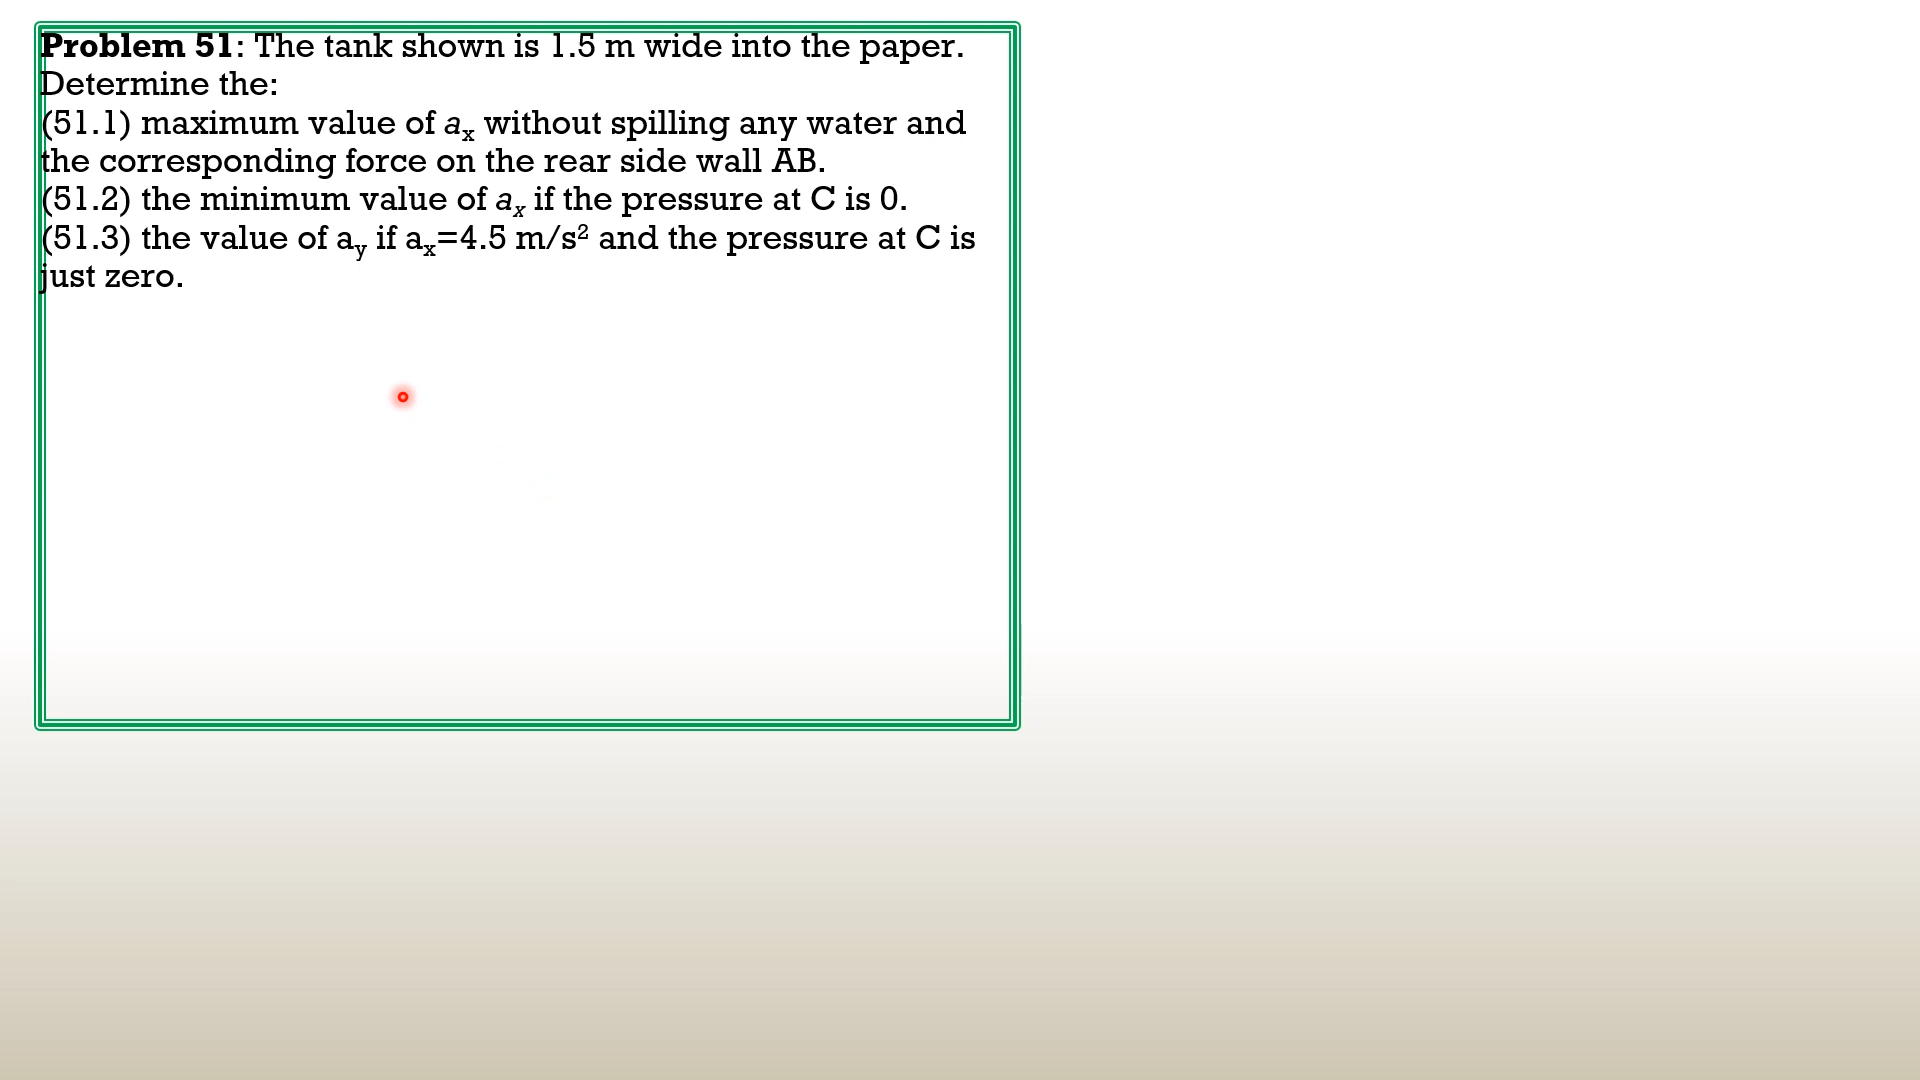 Problem 51: The tank shown is 1.5 m wide into the paper.
Determine the:
(51.1) maximum value of aₓ without spilling any water and
the corresponding force on the rear side wall AB.
(51.2) the minimum value of aₓ if the pressure at C is 0.
(51.3) the value of a_y if aₓ=4.5 m/s² and the pressure at C is
just zero.